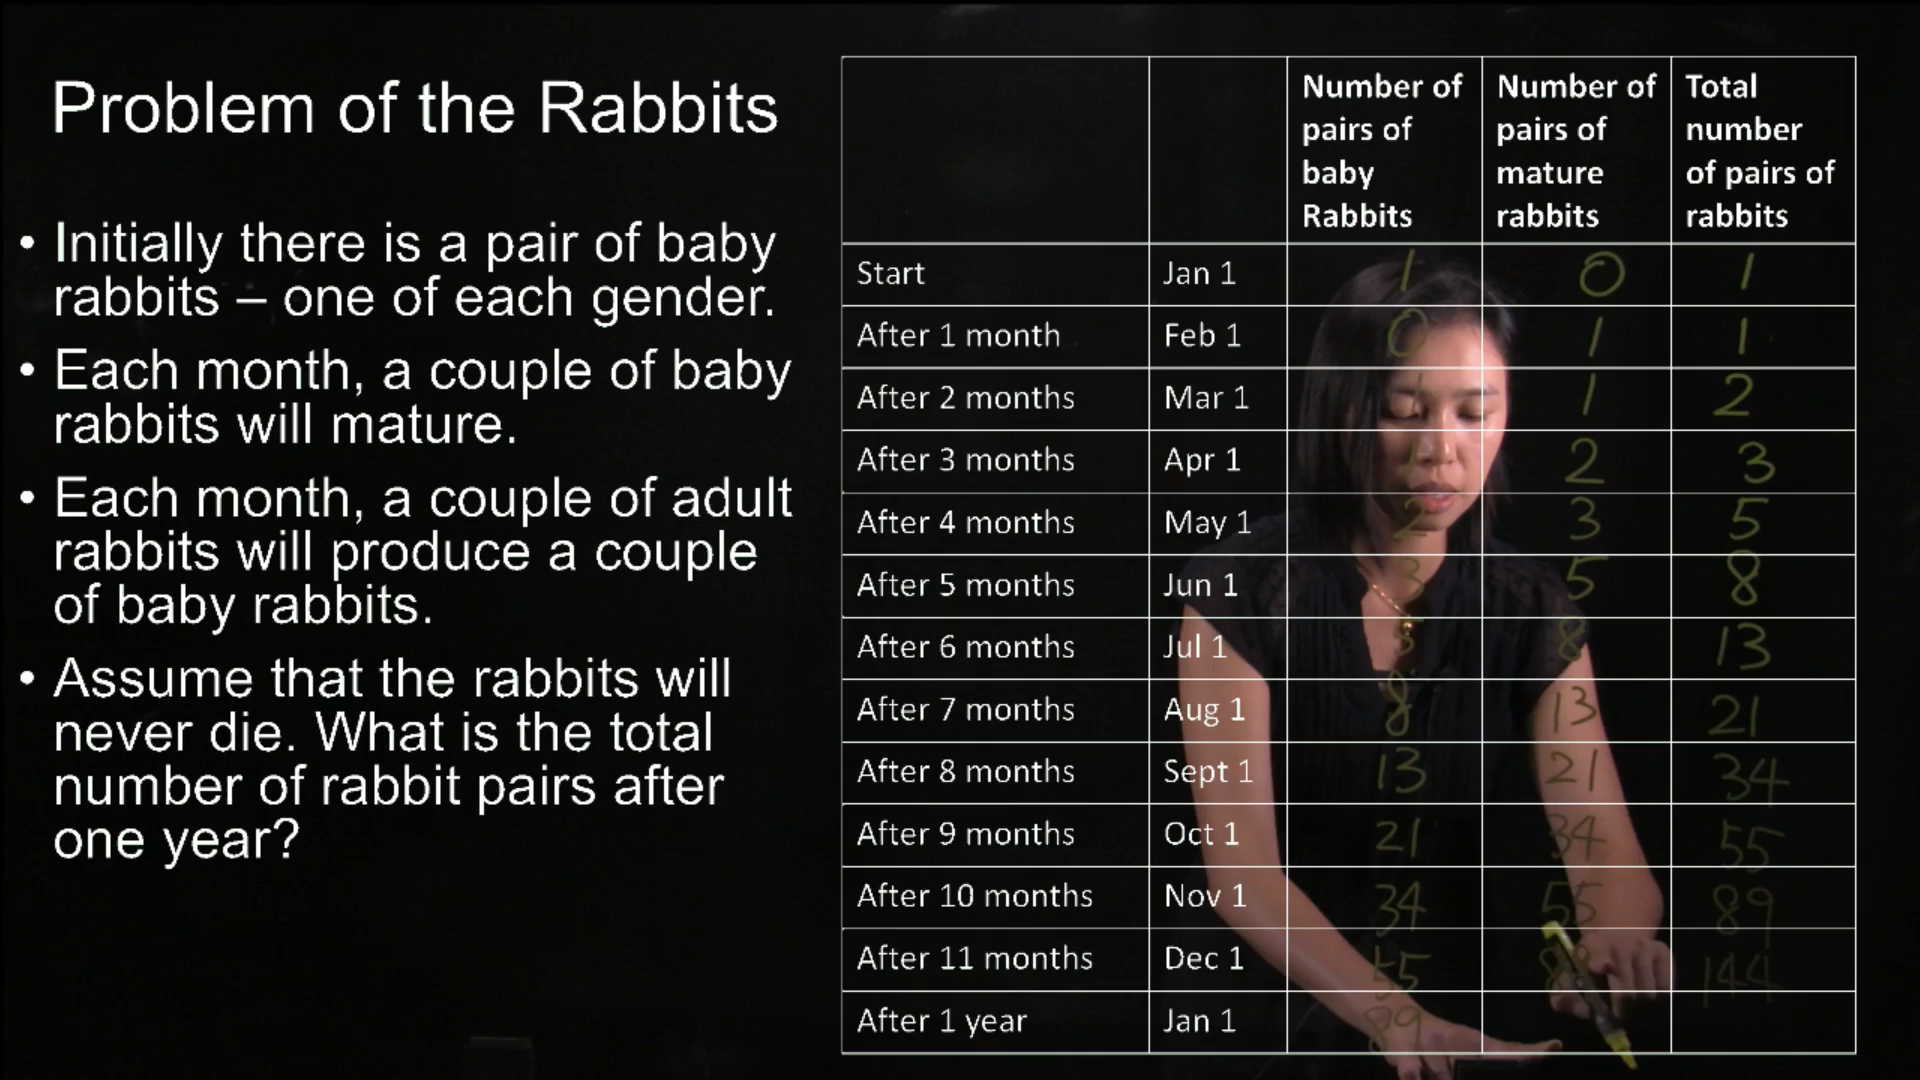 Problem of the Rabbits
• Initially there is a pair of baby
rabbits – one of each gender.
• Each month, a couple of baby
rabbits will mature.
• Each month, a couple of adult
rabbits will produce a couple
of baby rabbits.
• Assume that the rabbits will
never die. What is the total
number of rabbit pairs after
one year?
Number of pairs of baby Rabbits Number of pairs of mature rabbits Total number of pairs of rabbits
Start Jan 1 1 0 1
After 1 month Feb 1 0 1 1
After 2 months Mar 1 1 1 2
After 3 months Apr 1 1 2 3
After 4 months May 1 2 3 5
After 5 months Jun 1 3 5 8
After 6 months Jul 1 5 8 13
After 7 months Aug 1 8 13 21
After 8 months Sept 1 13 21 34
After 9 months Oct 1 21 34 55
After 10 months Nov 1 34 55 89
After 11 months Dec 1 55 144
After 1 year Jan 1 89